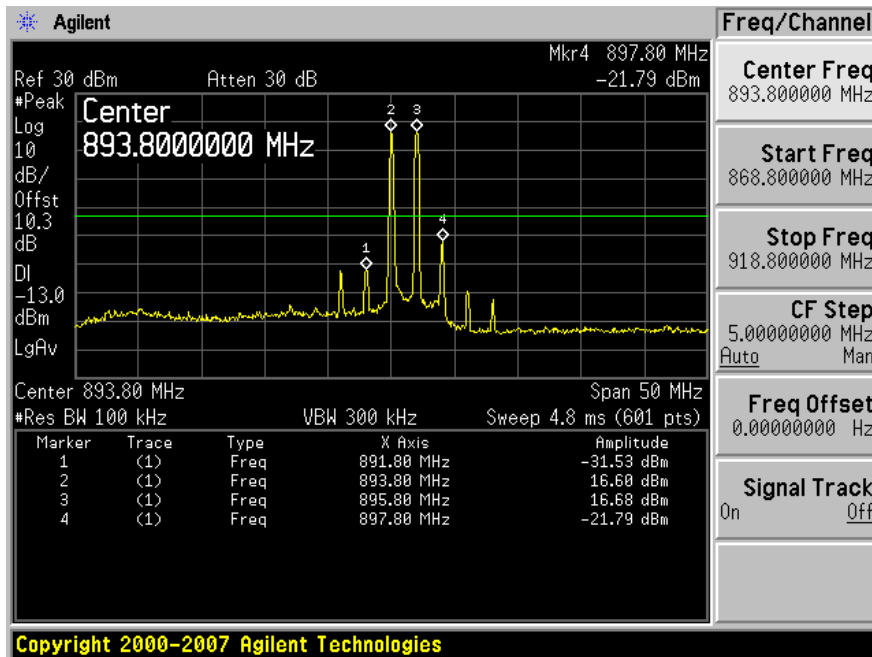 Agilent
Freq/Channel
Mkr4 897.80 MHz
Ref 30 dBm Atten 30 dB -21.79 dBm
#Peak
Log
10
dB/
Offst
10.3
dB
DI
-13.0
dBm
LgAv
Center
893.8000000 MHz
2 3
4
1
Center 893.80 MHz Span 50 MHz
#Res BW 100 kHz VBW 300 kHz Sweep 4.8 ms (601 pts)
Marker Trace Type X Axis Amplitude
1 (1) Freq 891.80 MHz -31.53 dBm
2 (1) Freq 893.80 MHz 16.60 dBm
3 (1) Freq 895.80 MHz 16.68 dBm
4 (1) Freq 897.80 MHz -21.79 dBm
Center Freq
893.800000 MHz
Start Freq
868.800000 MHz
Stop Freq
918.800000 MHz
CF Step
5.00000000 MHz
Auto Man
Freq Offset
0.00000000 Hz
Signal Track
On Off
Copyright 2000-2007 Agilent Technologies